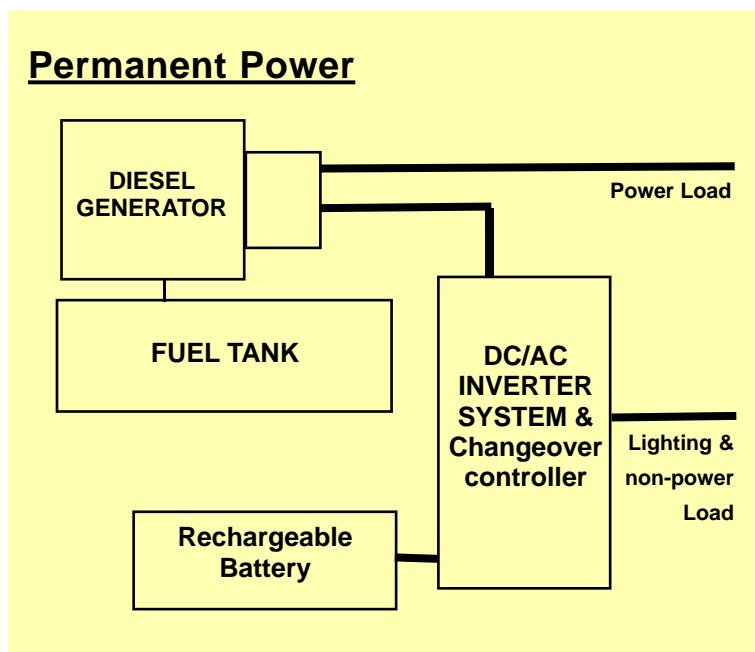 Permanent Power
DIESEL
GENERATOR
Power Load
FUEL TANK
DC/AC
INVERTER
SYSTEM &
Changeover
controller
Lighting &
non-power
Load
Rechargeable
Battery